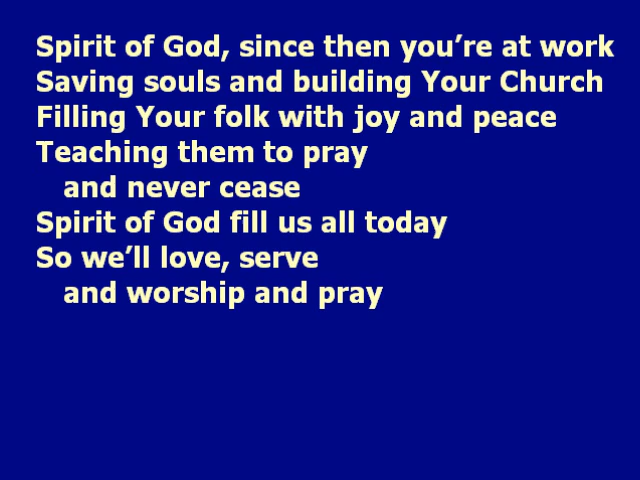 Spirit of God, since then you’re at work
Saving souls and building Your Church
Filling Your folk with joy and peace
Teaching them to pray
and never cease
Spirit of God fill us all today
So we’ll love, serve
and worship and pray